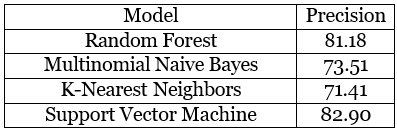 Model Precision
Random Forest 81.18
Multinomial Naive Bayes 73.51
K-Nearest Neighbors 71.41
Support Vector Machine 82.90